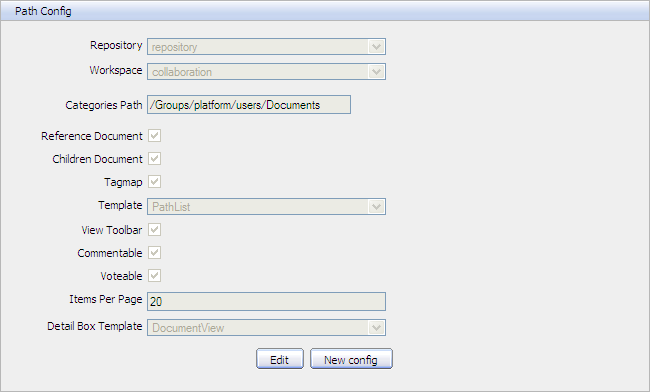 Path Config
Repository repository
Workspace collaboration
Categories Path /Groups/platform/users/Documents
Reference Document
Children Document
Tagmap
Template PathList
View Toolbar
Commentable
Voteable
Items Per Page 20
Detail Box Template DocumentView
Edit New config